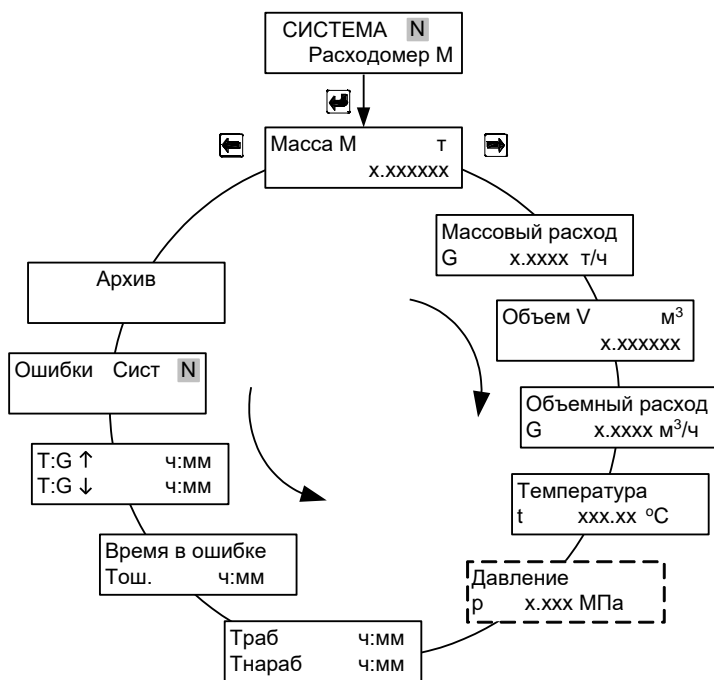 СИСТЕМА N
Расходомер М
Масса М т
х.хххххх
Массовый расход
G х.хххх т/ч
Объем V м³
х.хххххх
Объемный расход
G х.хххх м³/ч
Температура
t ххх.хх ºС
Давление
р х.ххх МПа
Траб ч:мм
Тнараб ч:мм
Время в ошибке
Тош. ч:мм
T:G ↑ ч:мм
T:G ↓ ч:мм
Ошибки Сист N
Архив